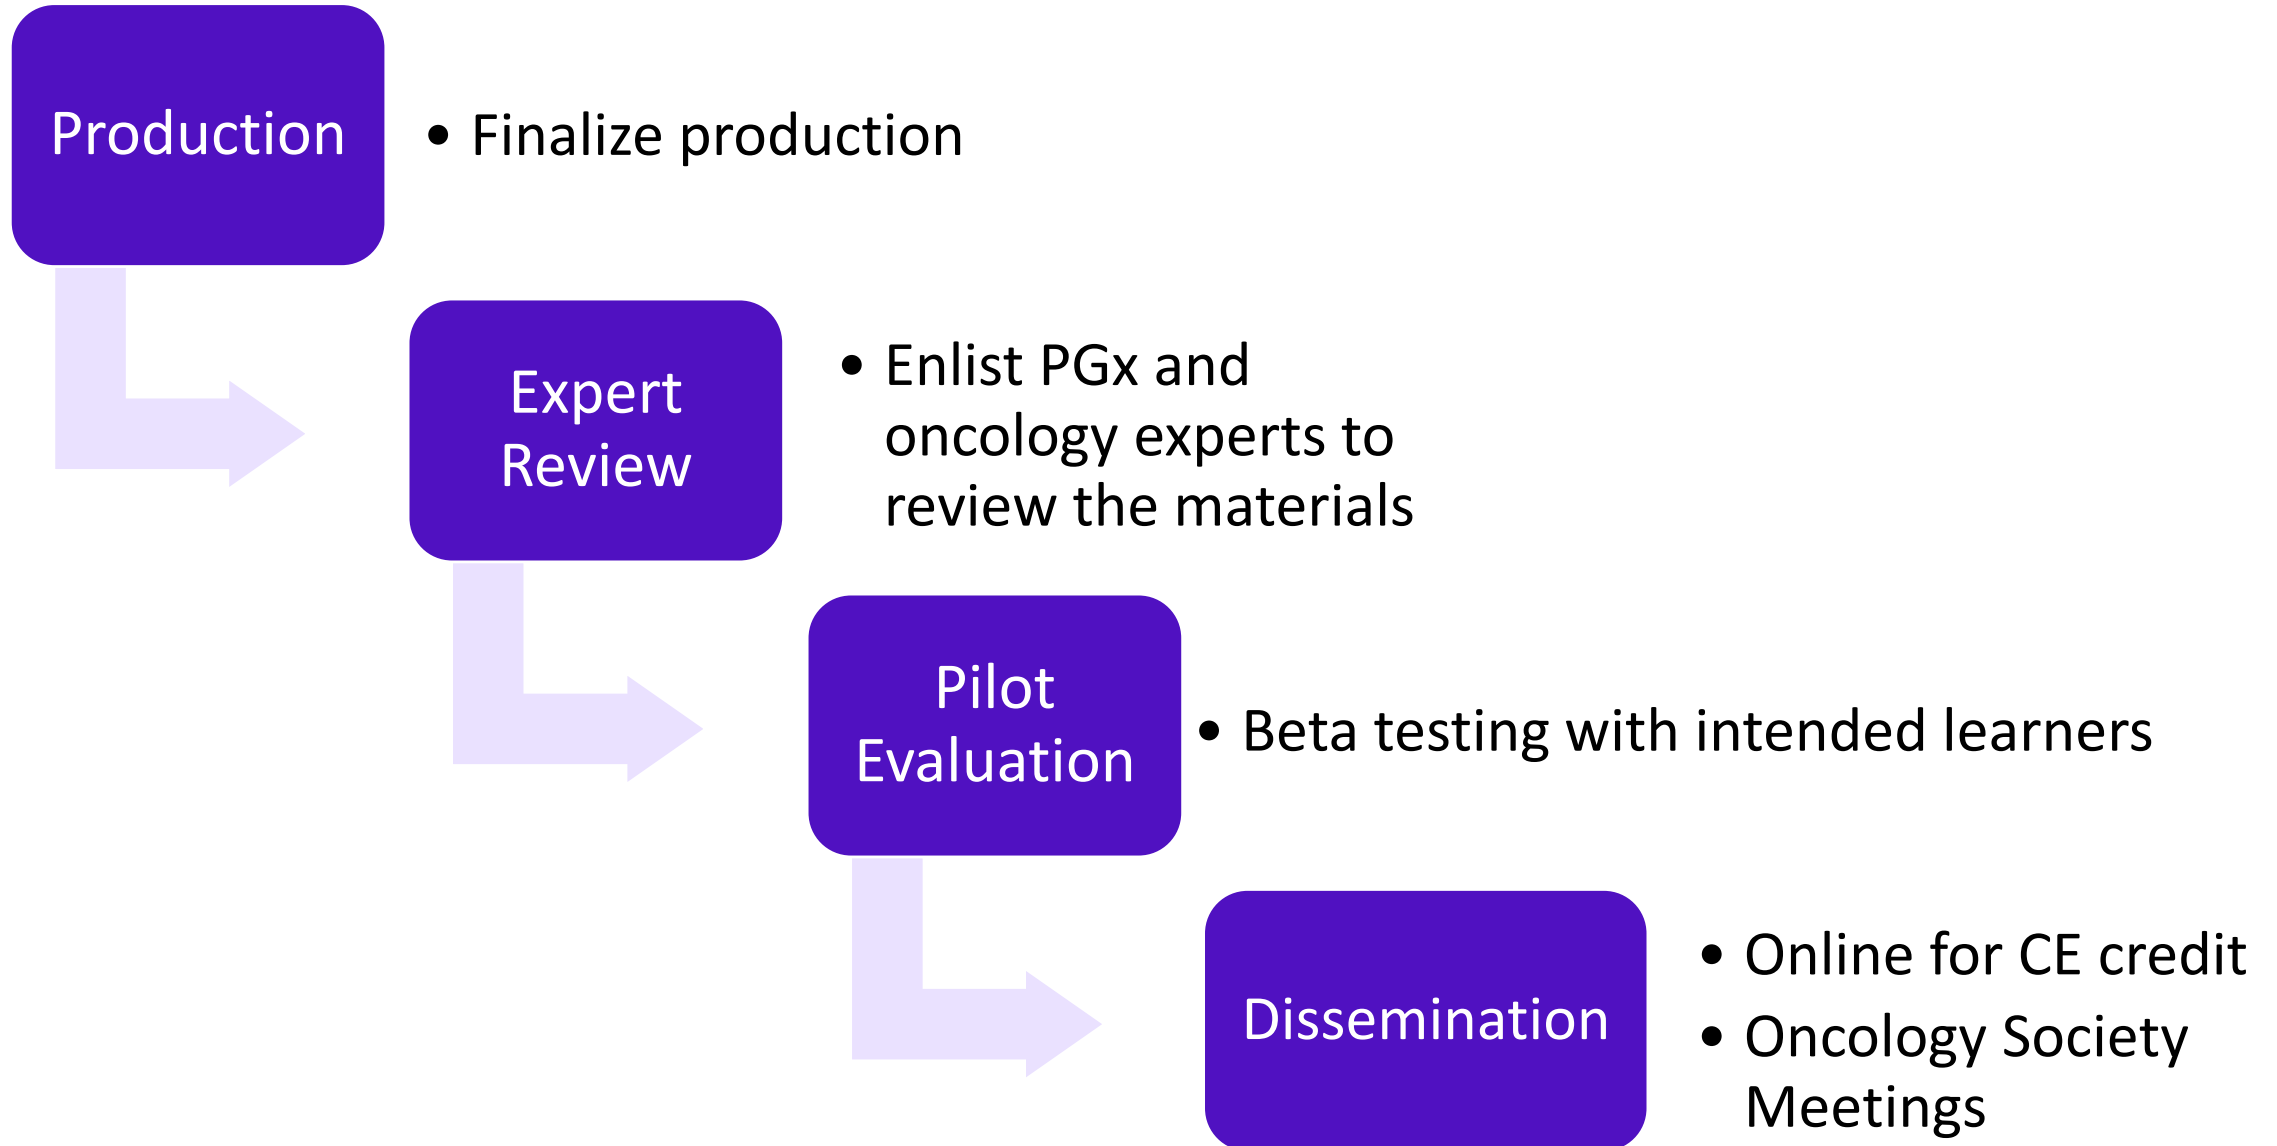 Production
• Finalize production
Expert
Review
• Enlist PGx and
oncology experts to
review the materials
Pilot
Evaluation
• Beta testing with intended learners
Dissemination
• Online for CE credit
• Oncology Society
Meetings